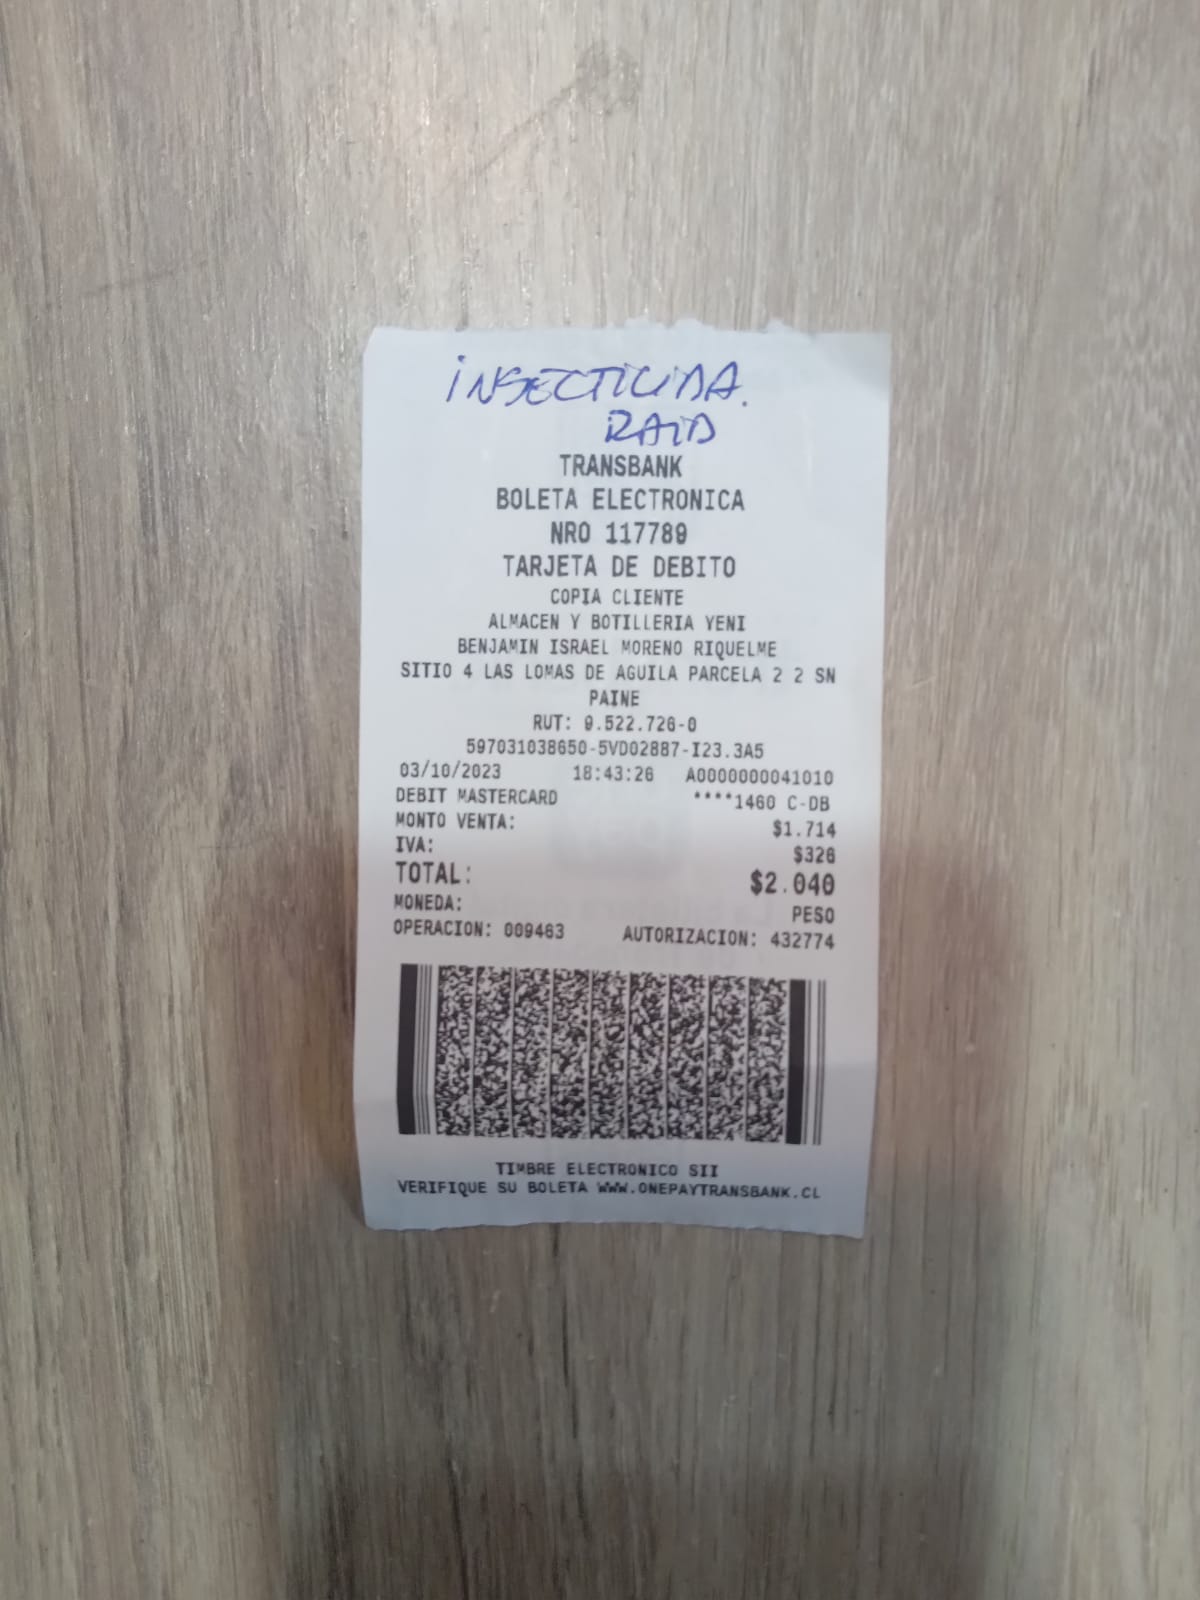 INSECTICIDA.
RAID
TRANSBANK
BOLETA ELECTRONICA
NRO 117789
TARJETA DE DEBITO
COPIA CLIENTE
ALMACEN Y BOTILLERIA YENI
BENJAMIN ISRAEL MORENO RIQUELME
SITIO 4 LAS LOMAS DE AGUILA PARCELA 2 2 SN
PAINE
RUT: 9.522.726-0
597031038650-5VD02887-I23.3A5
03/10/2023 18:43:26 A0000000041010
DEBIT MASTERCARD ****1460 C-DB
MONTO VENTA: $1.714
IVA: $326
TOTAL: $2.040
MONEDA: PESO
OPERACION: 009463 AUTORIZACION: 432774
TIMBRE ELECTRONICO SII
VERIFIQUE SU BOLETA WWW.ONEPAYTRANSBANK.CL